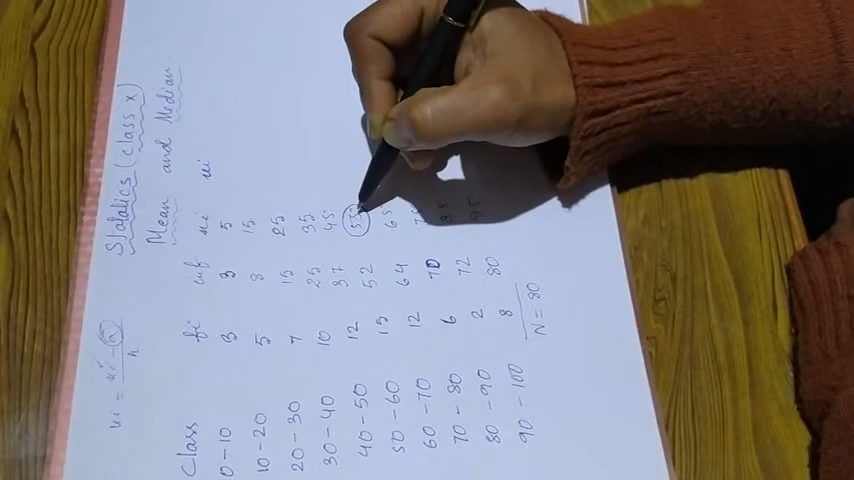 Statatics (class x)
Mean and Median.
ui = xi - a / h
Class fi cub xi ui
0-10 3 3 5
10-20 5 8 15
20-30 7 15 25
30-40 10 25 35
40-50 12 37 45
50-60 15 52 55
60-70 12 64 65
70-80 6 70
80-90 2 72
90-100 8 80 95
N = 80